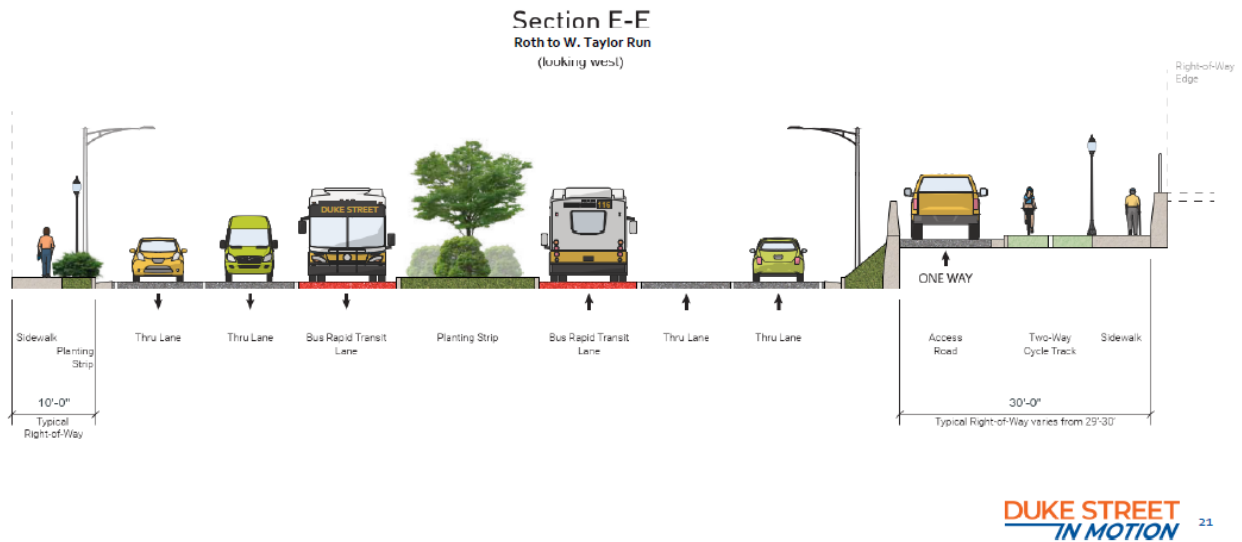 Section E-E
Roth to W. Taylor Run
(looking west)
Right-of-Way
Edge
DUKE STREET
116
ONE WAY
Sidewalk
Planting
Strip
Thru Lane
Thru Lane
Bus Rapid Transit
Lane
Planting Strip
Bus Rapid Transit
Lane
Thru Lane
Thru Lane
Access
Road
Two-Way
Cycle Track
Sidewalk
10'-0"
Typical
Right-of-Way
30'-0"
Typical Right-of-Way varies from 29'-30'
DUKE STREET
IN MOTION
21